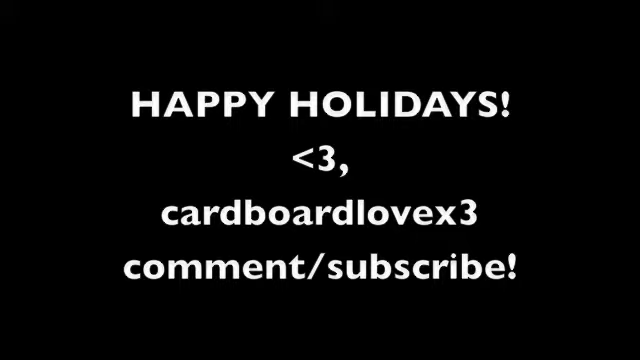 HAPPY HOLIDAYS!
<3,
cardboardlovex3
comment/subscribe!